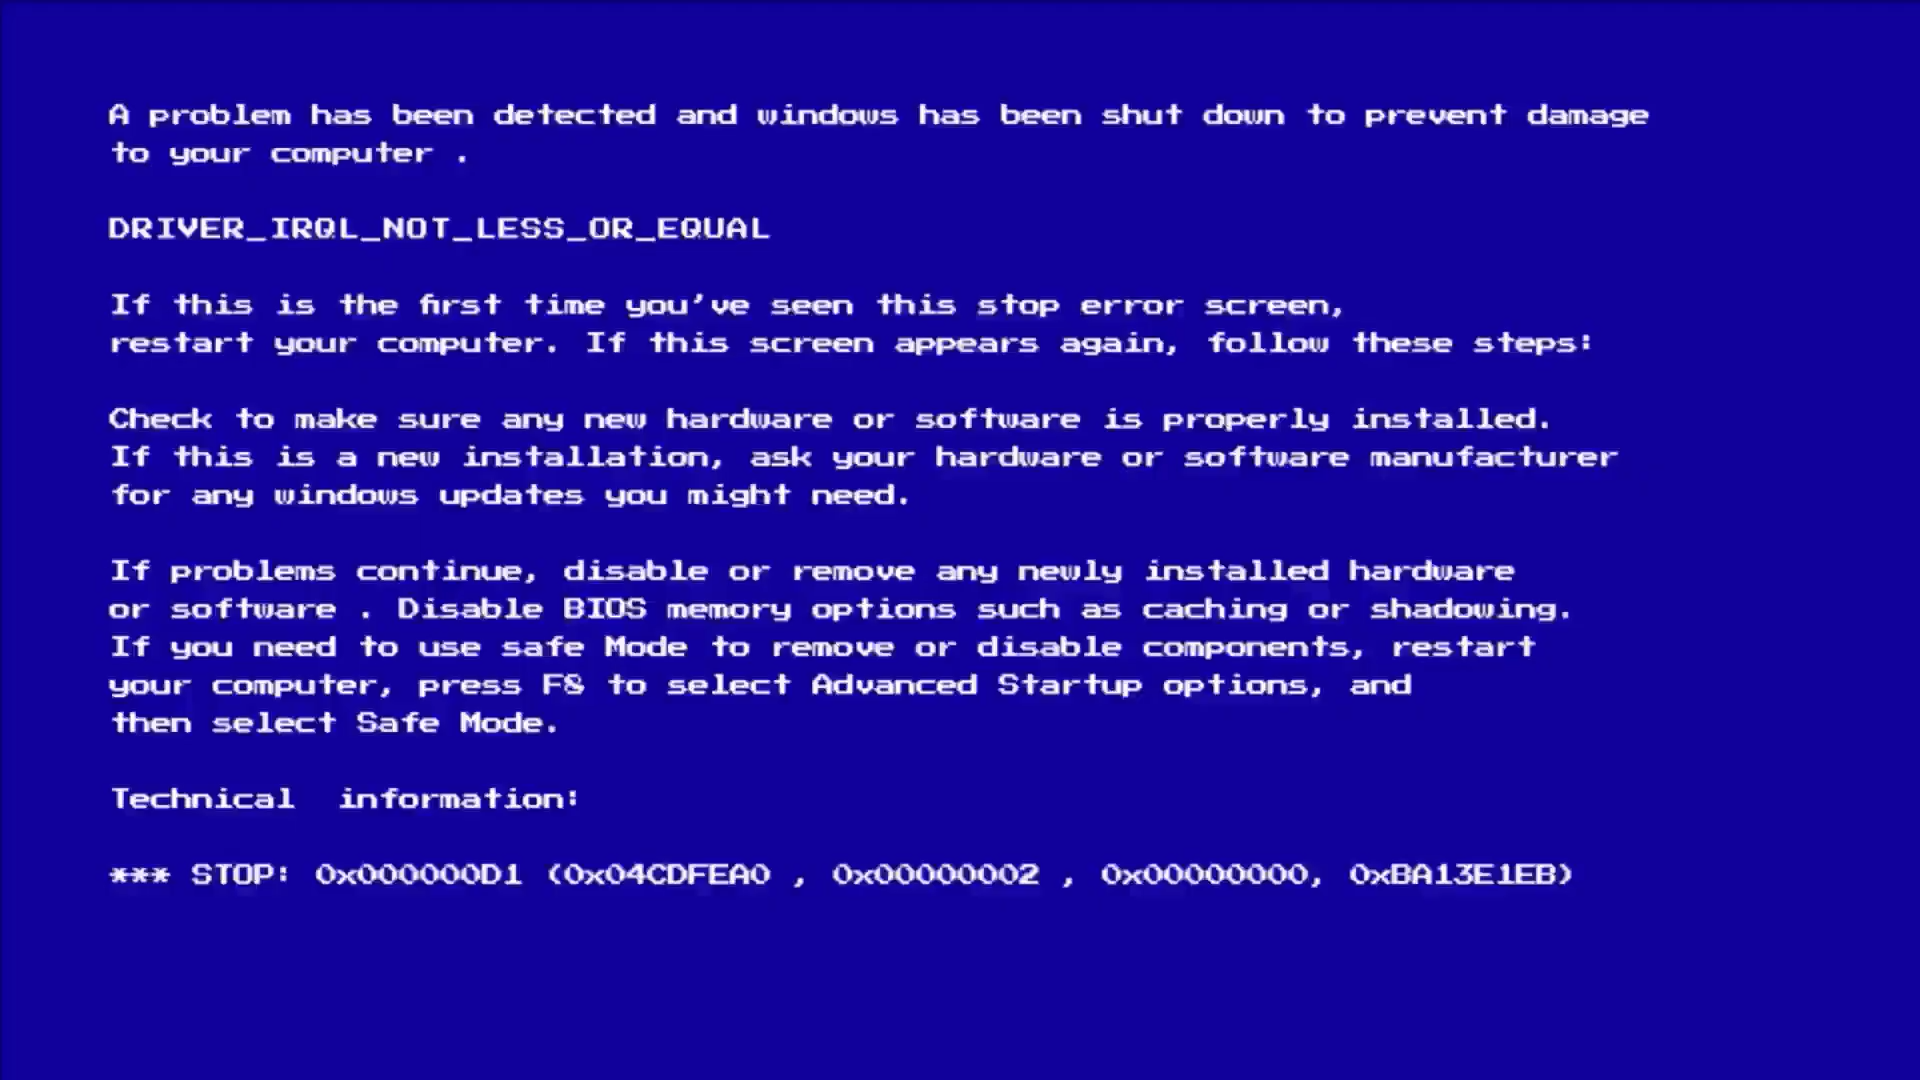 A problem has been detected and windows has been shut down to prevent damage
to your computer .
DRIVER_IRQL_NOT_LESS_OR_EQUAL
If this is the first time you've seen this stop error screen,
restart your computer. If this screen appears again, follow these steps:
Check to make sure any new hardware or software is properly installed.
If this is a new installation, ask your hardware or software manufacturer
for any windows updates you might need.
If problems continue, disable or remove any newly installed hardware
or software . Disable BIOS memory options such as caching or shadowing.
If you need to use safe Mode to remove or disable components, restart
your computer, press F& to select Advanced Startup options, and
then select Safe Mode.
Technical  information:
*** STOP: 0x000000D1 (0x04CDFEA0 , 0x00000002 , 0x00000000, 0xBA13E1EB)